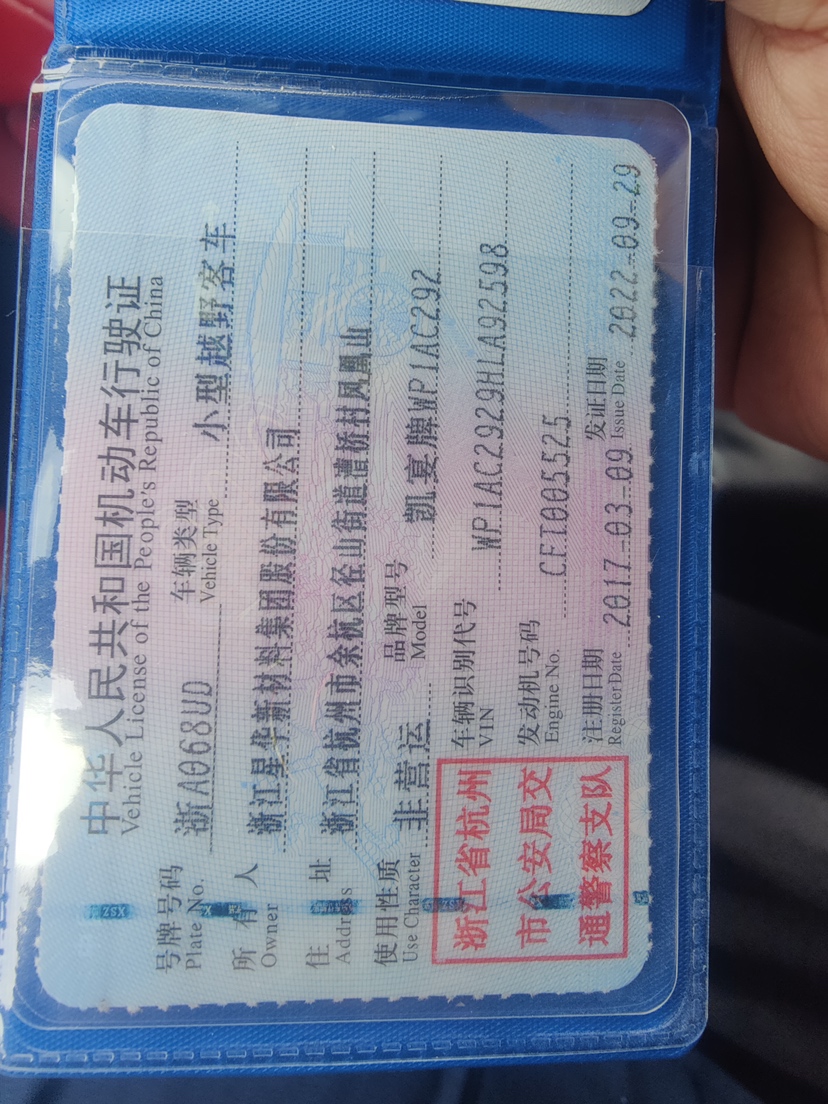 中华人民共和国机动车行驶证
Vehicle License of the People's Republic of China
号牌号码 浙A068UD 车辆类型 小型越野客车
Plate No. Vehicle Type
所有人 浙江星华新材料集团股份有限公司
Owner
住址 浙江省杭州市余杭区径山街道漕桥村凤凰山
Address
使用性质 非营运 品牌型号 凯宴牌WP1AC292
Use Character Model
浙江省杭州 车辆识别代号 WP1AC2929HLA92598
VIN
市公安局交 发动机号码 CFT005525
Engine No.
通警察支队 注册日期 2017-03-09 发证日期 2022-09-29
Register Date Issue Date